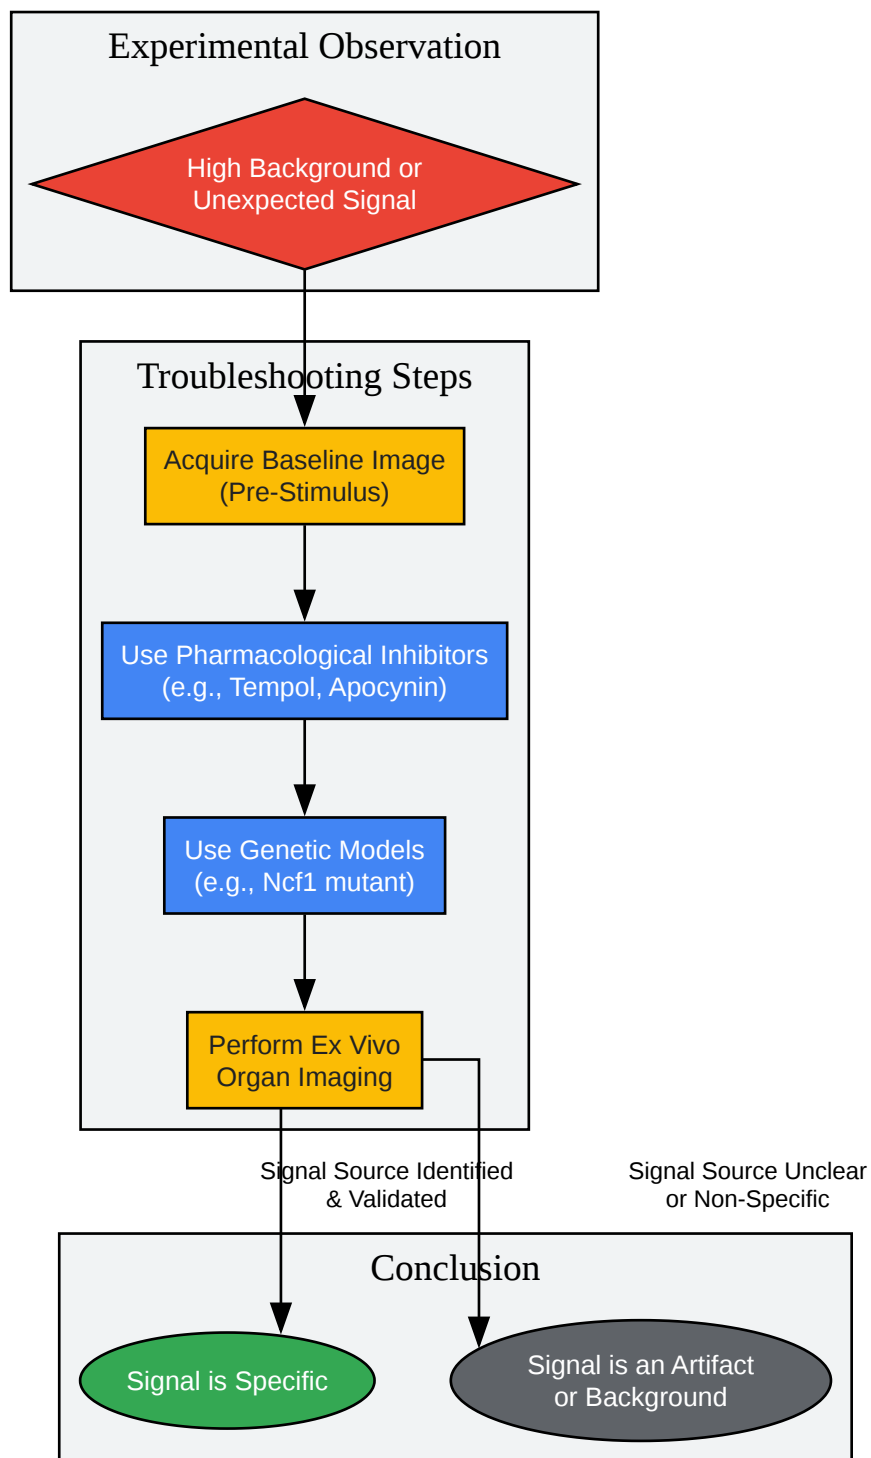 Experimental Observation
High Background or
Unexpected Signal
Troubleshooting Steps
Acquire Baseline Image
(Pre-Stimulus)
Use Pharmacological Inhibitors
(e.g., Tempol, Apocynin)
Use Genetic Models
(e.g., Ncf1 mutant)
Perform Ex Vivo
Organ Imaging
Signal Source Identified
& Validated
Signal Source Unclear
or Non-Specific
Conclusion
Signal is Specific
Signal is an Artifact
or Background